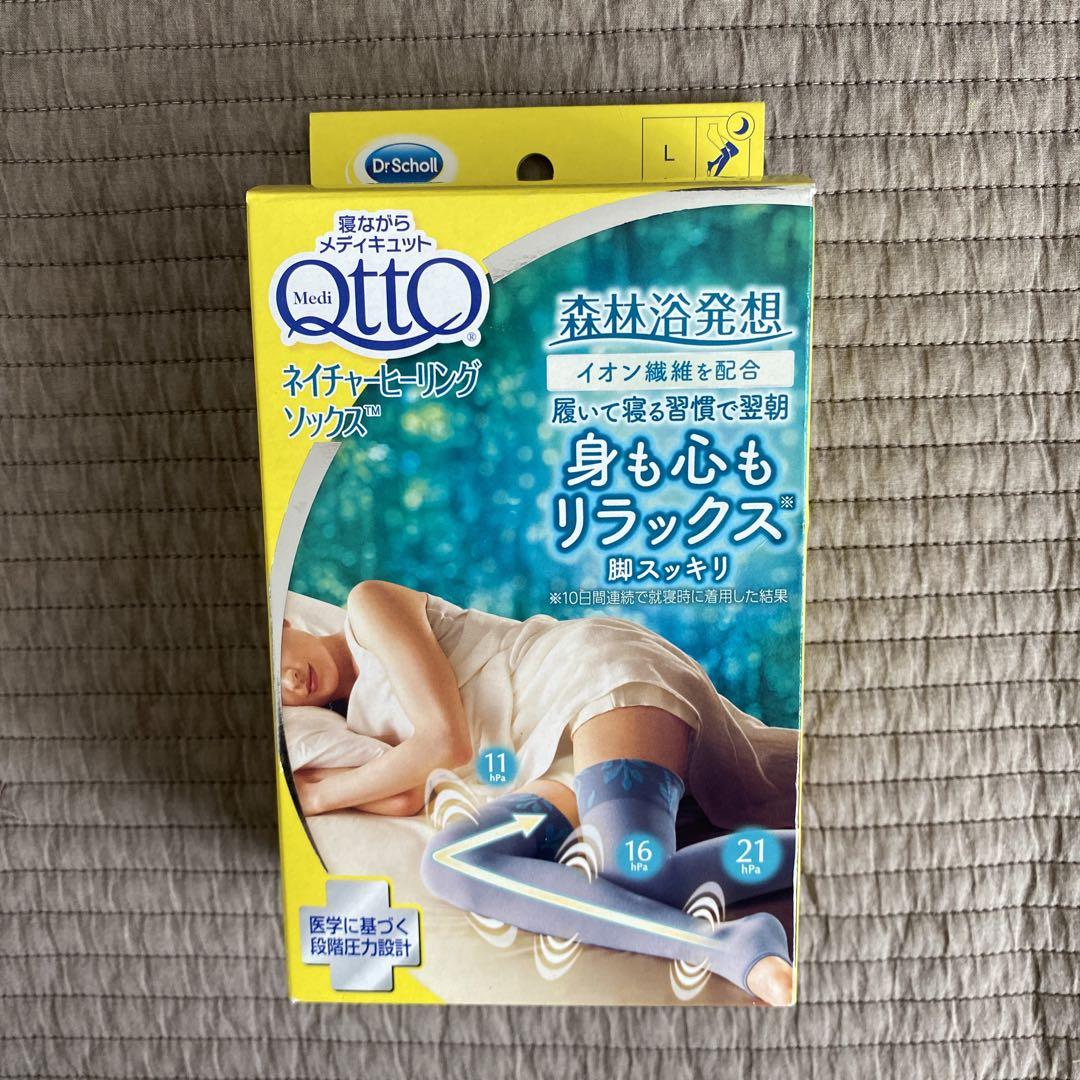 Dr.Scholl
L
寝ながら
メディキュット
Medi QttO®
ネイチャーヒーリング
ソックス™
森林浴発想
イオン繊維を配合
履いて寝る習慣で翌朝
身も心も
リラックス※
脚スッキリ
※10日間連続で就寝時に着用した結果
11
hPa
16
hPa
21
hPa
医学に基づく
段階圧力設計